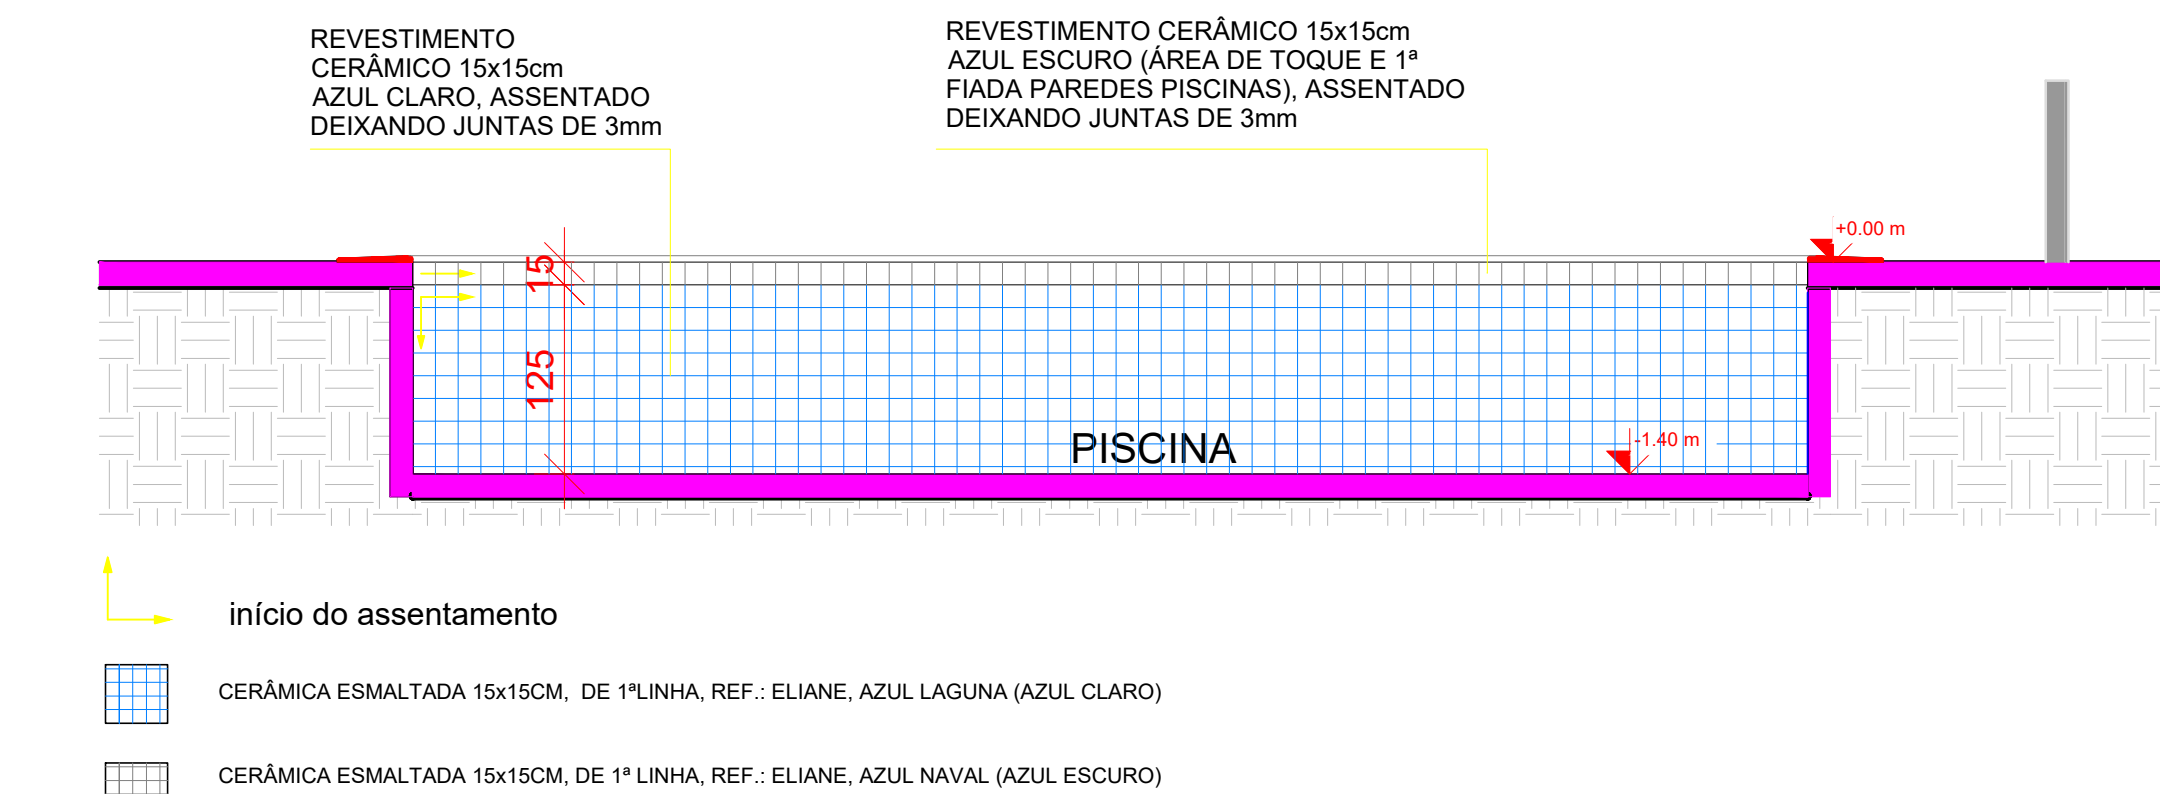 REVESTIMENTO
CERÂMICO 15x15cm
AZUL CLARO, ASSENTADO
DEIXANDO JUNTAS DE 3mm
REVESTIMENTO CERÂMICO 15x15cm
AZUL ESCURO (ÁREA DE TOQUE E 1ª
FIADA PAREDES PISCINAS), ASSENTADO
DEIXANDO JUNTAS DE 3mm
+0.00 m
15
125
PISCINA
-1.40 m
início do assentamento
CERÂMICA ESMALTADA 15x15CM, DE 1ªLINHA, REF.: ELIANE, AZUL LAGUNA (AZUL CLARO)
CERÂMICA ESMALTADA 15x15CM, DE 1ª LINHA, REF.: ELIANE, AZUL NAVAL (AZUL ESCURO)